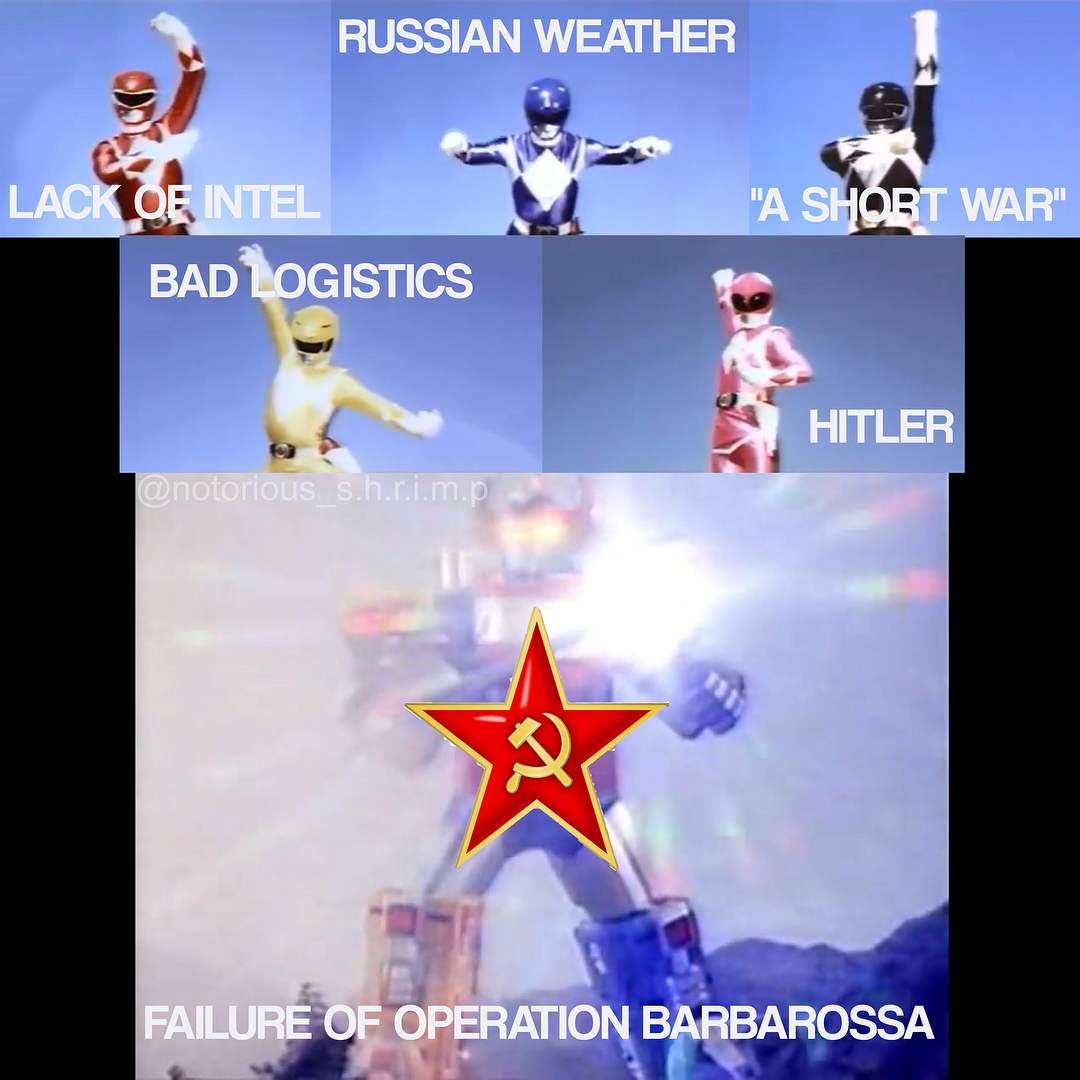 RUSSIAN WEATHER
LACK OF INTEL
"A SHORT WAR"
BAD LOGISTICS
HITLER
@notorious_s.h.r.i.m.p
FAILURE OF OPERATION BARBAROSSA